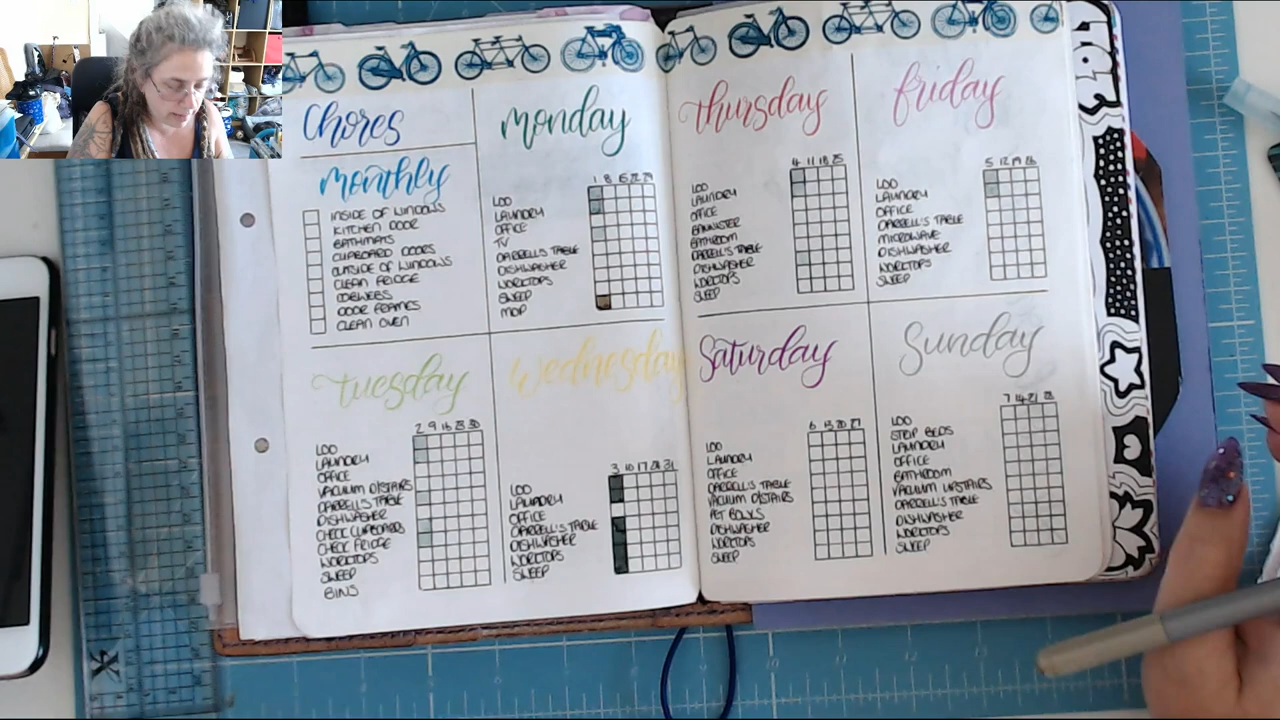 Chores
monthly
INSIDE OF WINDOWS
KITCHEN DOOR
BATHMATS
CUPBOARD DOORS
OUTSIDE OF WINDOWS
CLEAN FRIDGE
COBWEBS
DOOR FRAMES
CLEAN OVEN
monday
1 8 15 22 29
LOO
LAUNDRY
OFFICE
TV
DARRELL'S TABLE
DISHWASHER
WORKTOPS
SWEEP
MOP
tuesday
2 9 16 23 30
LOO
LAUNDRY
OFFICE
VACUUM D/STAIRS
DARRELL'S TABLE
DISHWASHER
CHECK CUPBOARD
CHECK FRIDGE
WORKTOPS
SWEEP
BINS
Wednesday
3 10 17 24 31
LOO
LAUNDRY
OFFICE
DARRELL'S TABLE
DISHWASHER
WORKTOPS
SWEEP
thursday
4 11 18 25
LOO
LAUNDRY
OFFICE
BANNISTER
BATHROOM
DARRELL'S TABLE
DISHWASHER
WORKTOPS
SWEEP
friday
5 12 19 26
LOO
LAUNDRY
OFFICE
DARRELL'S TABLE
MICROWAVE
DISHWASHER
WORKTOPS
SWEEP
Saturday
6 13 20 27
LOO
LAUNDRY
OFFICE
DARRELL'S TABLE
VACUUM D/STAIRS
PET BOWLS
DISHWASHER
WORKTOPS
SWEEP
Sunday
7 14 21 28
LOO
STRIP BEDS
LAUNDRY
OFFICE
BATHROOM
VACUUM UPSTAIRS
DARRELL'S TABLE
DISHWASHER
WORKTOPS
SWEEP